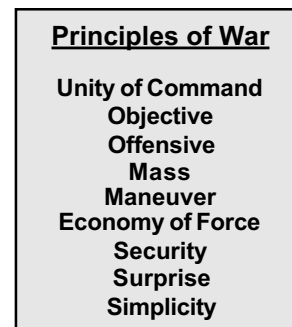 Principles of War
Unity of Command
Objective
Offensive
Mass
Maneuver
Economy of Force
Security
Surprise
Simplicity